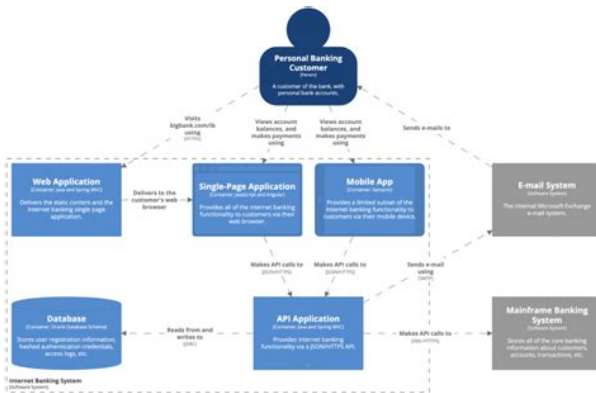 Personal Banking
Customer
[Person]
A customer of the bank, with
personal bank accounts.
Visits
bigbank.com/ib
using
[HTTPS]
Views account
balances, and
makes payments
using
Views account
balances, and
makes payments
using
Sends e-mails to
Web Application
[Container: Java and Spring MVC]
Delivers the static content and the
Internet banking single-page
application.
Delivers to the
customer's web
browser
Single-Page Application
[Container: JavaScript and Angular]
Provides all of the Internet banking
functionality to customers via their
web browser.
Mobile App
[Container: Xamarin]
Provides a limited subset of the
Internet banking functionality to
customers via their mobile device.
E-mail System
[Software System]
The internal Microsoft Exchange
e-mail system.
Makes API calls to
[JSON/HTTPS]
Makes API calls to
[JSON/HTTPS]
Sends e-mail
using
[SMTP]
Database
[Container: Oracle Database Schema]
Stores user registration information,
hashed authentication credentials,
access logs, etc.
Reads from and
writes to
[JDBC]
API Application
[Container: Java and Spring MVC]
Provides Internet banking
functionality via a JSON/HTTPS API.
Makes API calls to
[XML/HTTPS]
Mainframe Banking
System
[Software System]
Stores all of the core banking
information about customers,
accounts, transactions, etc.
Internet Banking System
[Software System]